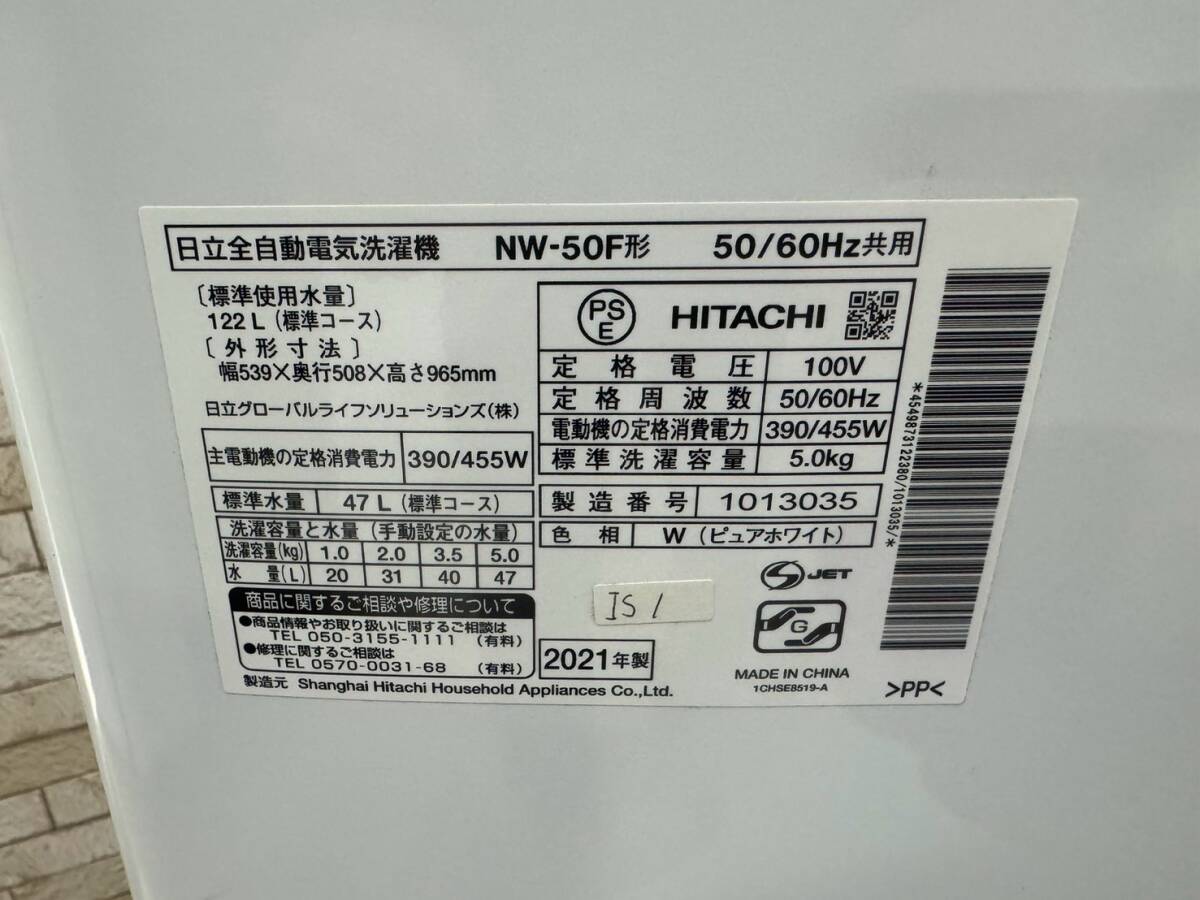 日立全自動電気洗濯機 NW-50F形 50/60Hz共用
〔標準使用水量〕
122 L (標準コース)
〔外形寸法〕
幅539×奥行508×高さ965mm
日立グローバルライフソリューションズ(株)
主電動機の定格消費電力 390/455W
標準水量 47 L (標準コース)
洗濯容量と水量 (手動設定の水量)
洗濯容量(kg) 1.0 2.0 3.5 5.0
水量(L) 20 31 40 47
商品に関するご相談や修理について
●商品情報やお取り扱いに関するご相談は
TEL 050-3155-1111 (有料)
●修理に関するご相談は
TEL 0570-0031-68 (有料)
製造元 Shanghai Hitachi Household Appliances Co.,Ltd.
PS
E
HITACHI
定格電圧 100V
定格周波数 50/60Hz
電動機の定格消費電力 390/455W
標準洗濯容量 5.0kg
製造番号 1013035
色相 W (ピュアホワイト)
IS 1
2021年製
S JET
G
MADE IN CHINA
1CHSE8519-A
>PP<
*4549873122380/1013035/*